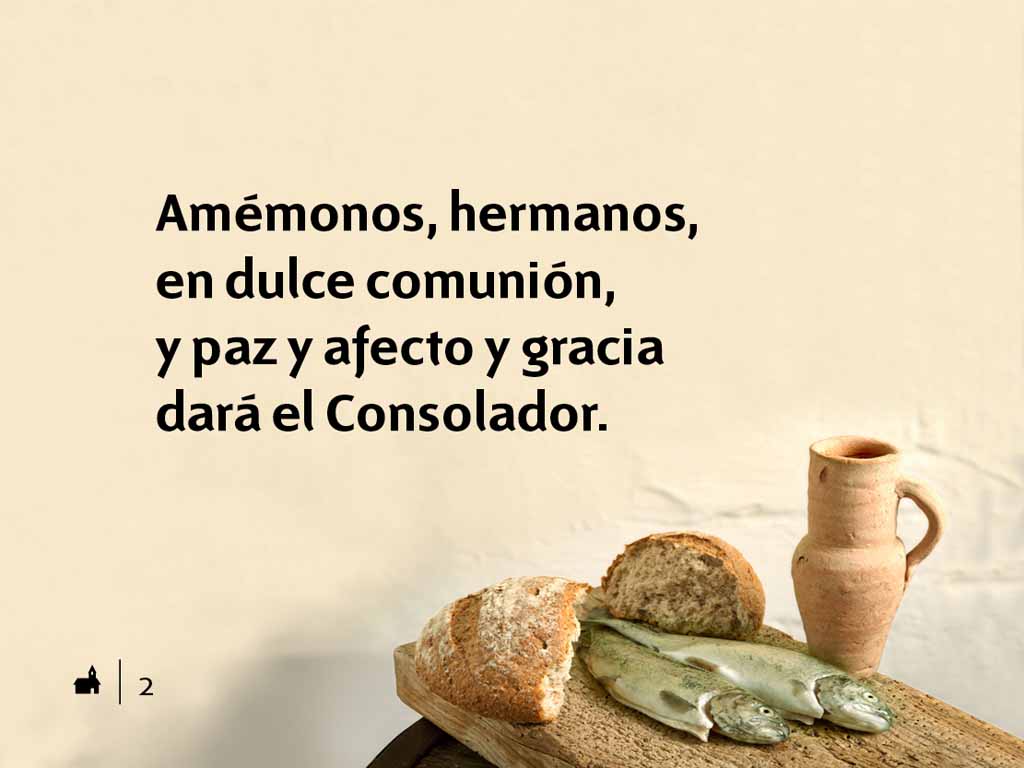 Amémonos, hermanos,
en dulce comunión,
y paz y afecto y gracia
dará el Consolador.
2